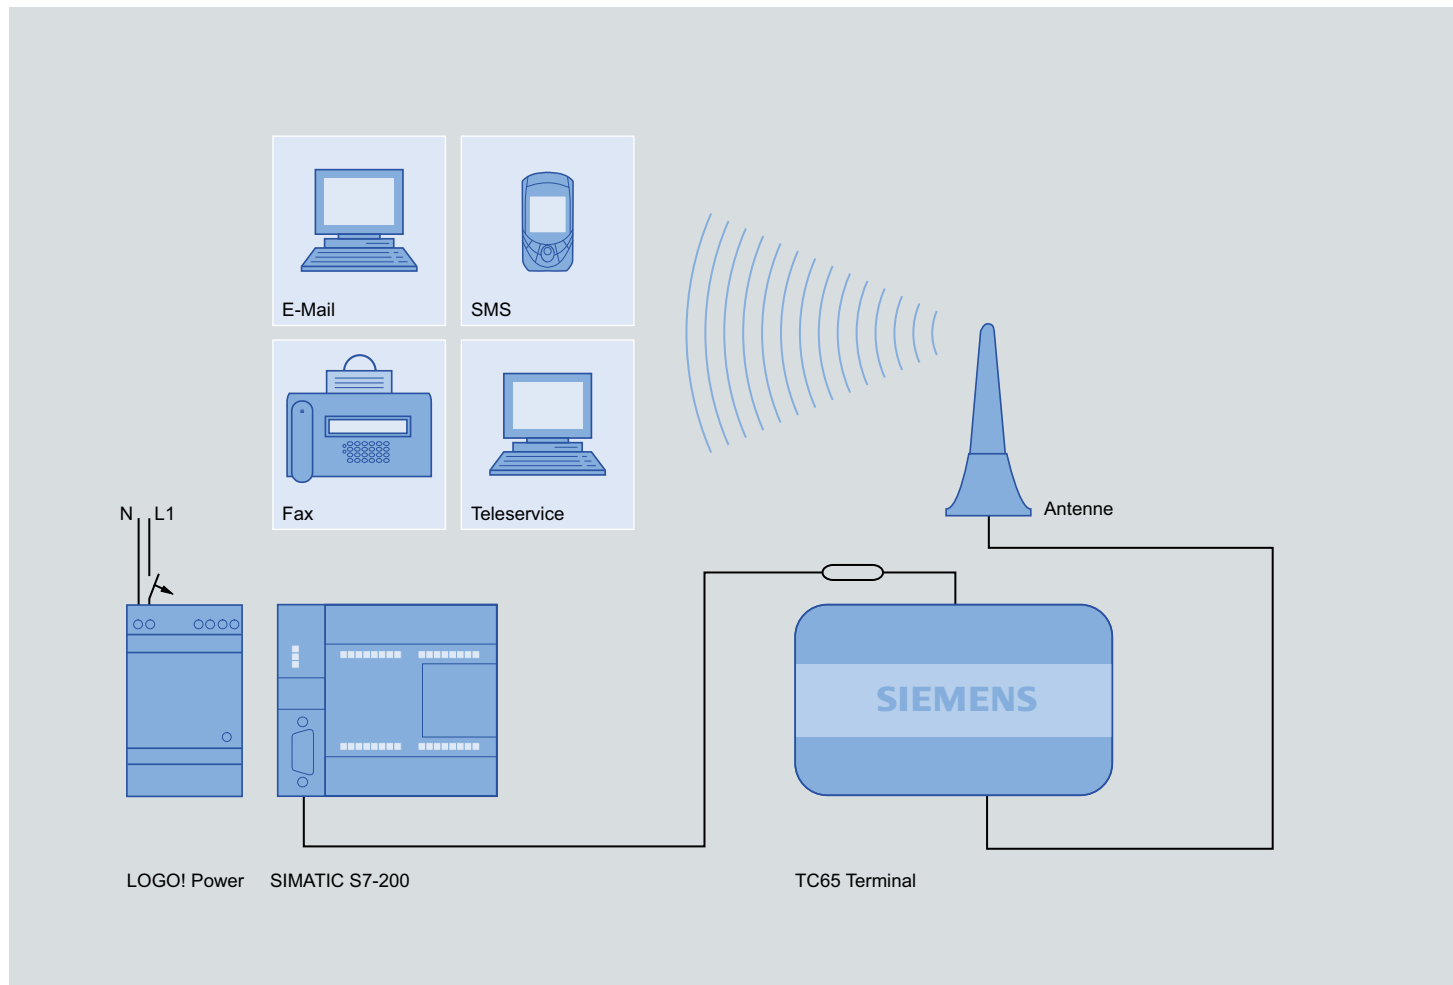 E-Mail
SMS
Fax
Teleservice
N L1
Antenne
SIEMENS
LOGO! Power
SIMATIC S7-200
TC65 Terminal